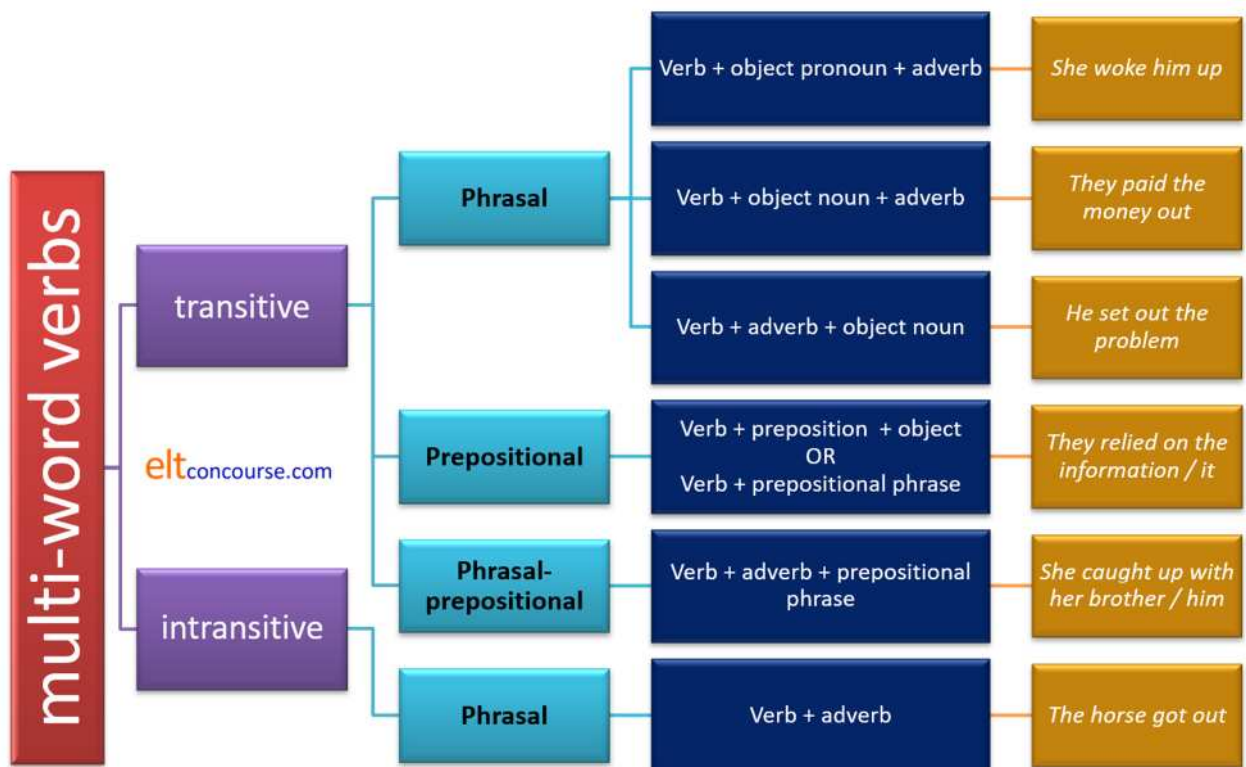 multi-word verbs
transitive
intransitive
eltconcourse.com
Phrasal
Verb + object pronoun + adverb
She woke him up
Verb + object noun + adverb
They paid the
money out
Verb + adverb + object noun
He set out the
problem
Prepositional
Verb + preposition + object
OR
Verb + prepositional phrase
They relied on the
information / it
Phrasal-
prepositional
Verb + adverb + prepositional
phrase
She caught up with
her brother / him
Phrasal
Verb + adverb
The horse got out